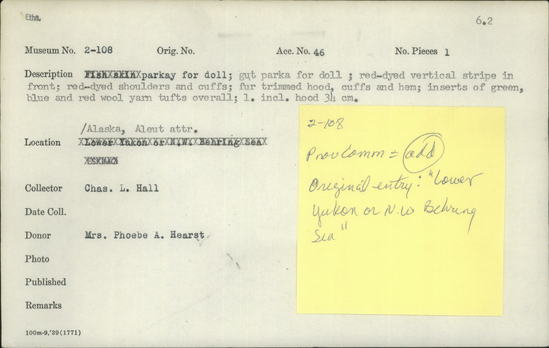 Ethn.
6.2
Museum No. 2-108 Orig. No. Acc. No. 46 No. Pieces 1
Description Fish skin parkay for doll; gut parka for doll ; red-dyed vertical stripe in
front; red-dyed shoulders and cuffs; fur trimmed hood, cuffs and hem; inserts of green,
blue and red wool yarn tufts overall; l. incl. hood 34 cm.
/Alaska, Aleut attr.
Location Lower Yukon or N.W. Behring Sea
Collector Chas. L. Hall
Date Coll.
Donor Mrs. Phoebe A. Hearst
Photo
Published
Remarks
100m-9,'39(1771)
2-108
Prov Comm = add
Original entry: "Lower
Yukon or N.W Behring
Sea"